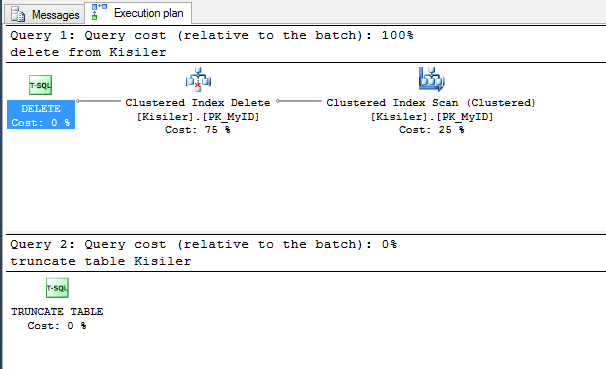 Messages
Execution plan
Query 1: Query cost (relative to the batch): 100%
delete from Kisiler
T-SQL
DELETE
Cost: 0 %
Clustered Index Delete
[Kisiler].[PK_MyID]
Cost: 75 %
Clustered Index Scan (Clustered)
[Kisiler].[PK_MyID]
Cost: 25 %
Query 2: Query cost (relative to the batch): 0%
truncate table Kisiler
T-SQL
TRUNCATE TABLE
Cost: 0 %